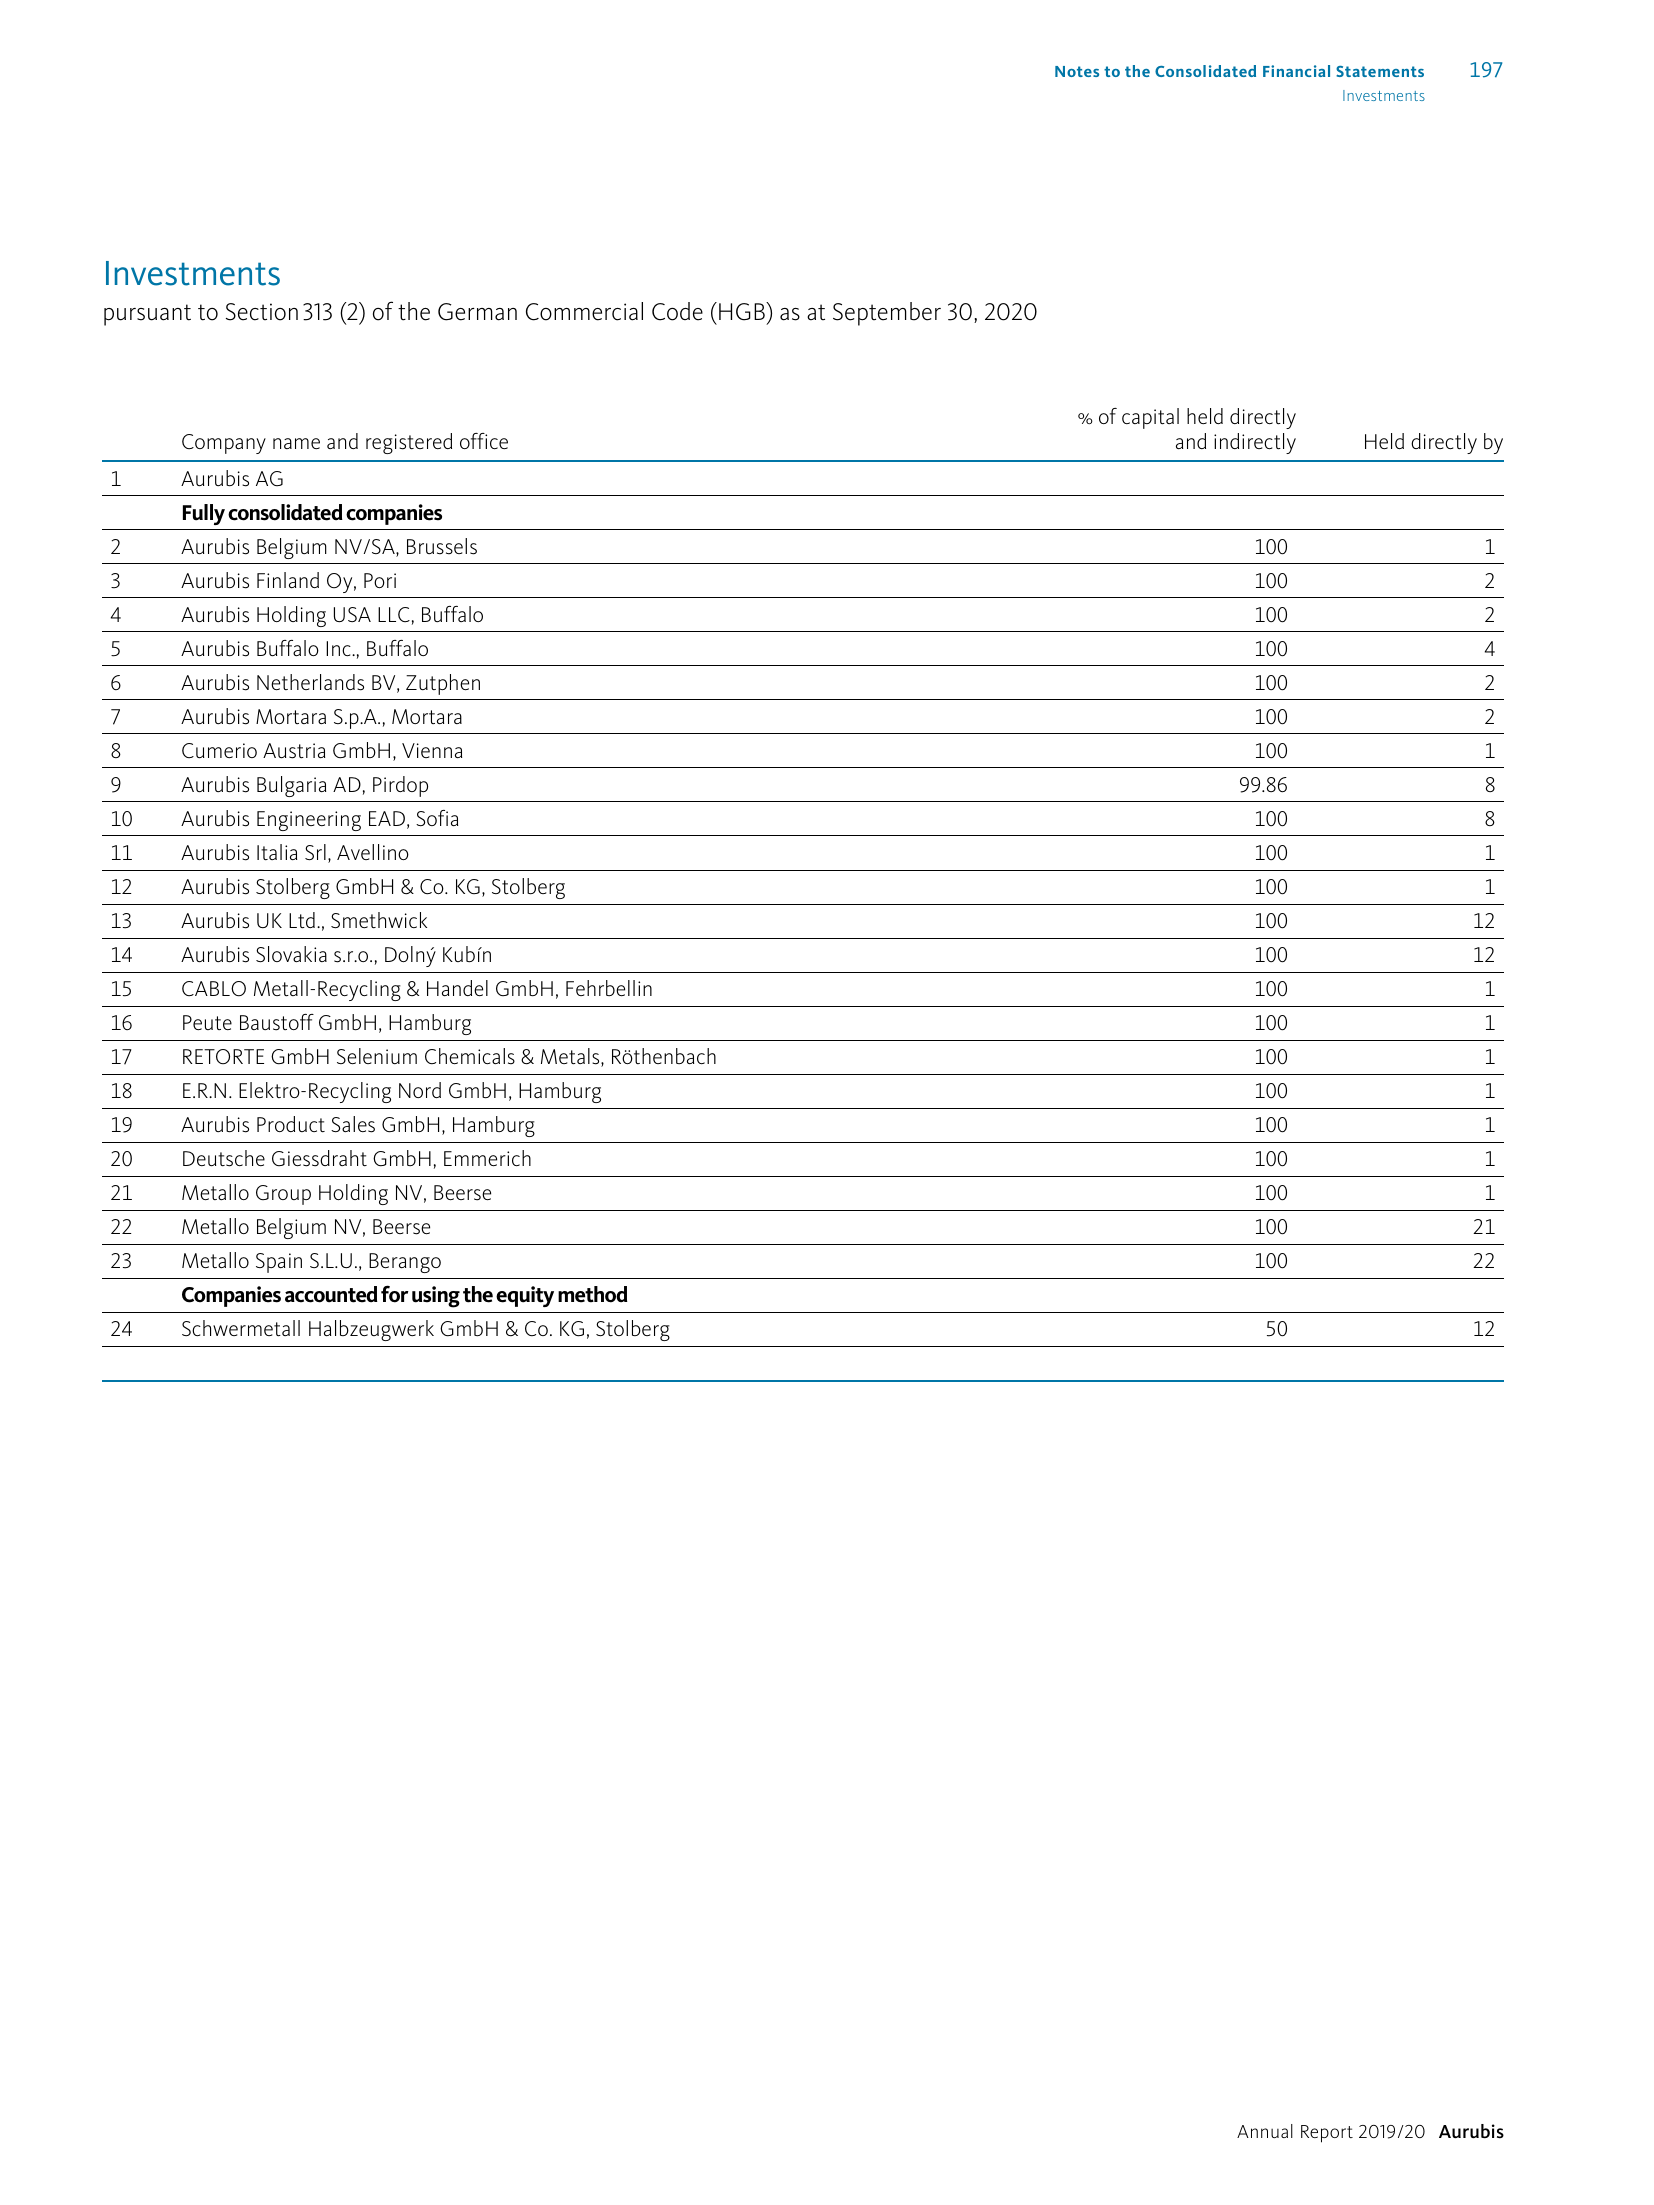 Notes to the Consolidated Financial Statements 197
Investments
Investments
pursuant to Section 313 (2) of the German Commercial Code (HGB) as at September 30, 2020
% of capital held directly
Company name and registered office and indirectly Held directly by
1 Aurubis AG
Fully consolidated companies
2 Aurubis Belgium NV/SA, Brussels 100 1
3 Aurubis Finland Oy, Pori 100 2
4 Aurubis Holding USA LLC, Buffalo 100 2
5 Aurubis Buffalo Inc., Buffalo 100 4
6 Aurubis Netherlands BV, Zutphen 100 2
7 Aurubis Mortara S.p.A., Mortara 100 2
8 Cumerio Austria GmbH, Vienna 100 1
9 Aurubis Bulgaria AD, Pirdop 99.86 8
10 Aurubis Engineering EAD, Sofia 100 8
11 Aurubis Italia Srl, Avellino 100 1
12 Aurubis Stolberg GmbH & Co. KG, Stolberg 100 1
13 Aurubis UK Ltd., Smethwick 100 12
14 Aurubis Slovakia s.r.o., Dolný Kubín 100 12
15 CABLO Metall-Recycling & Handel GmbH, Fehrbellin 100 1
16 Peute Baustoff GmbH, Hamburg 100 1
17 RETORTE GmbH Selenium Chemicals & Metals, Röthenbach 100 1
18 E.R.N. Elektro-Recycling Nord GmbH, Hamburg 100 1
19 Aurubis Product Sales GmbH, Hamburg 100 1
20 Deutsche Giessdraht GmbH, Emmerich 100 1
21 Metallo Group Holding NV, Beerse 100 1
22 Metallo Belgium NV, Beerse 100 21
23 Metallo Spain S.L.U., Berango 100 22
Companies accounted for using the equity method
24 Schwermetall Halbzeugwerk GmbH & Co. KG, Stolberg 50 12
Annual Report 2019/20 Aurubis